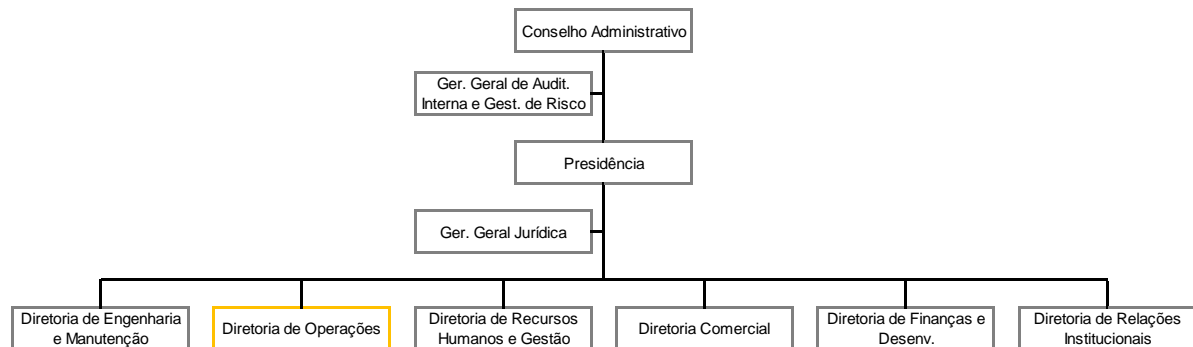 Conselho Administrativo
Ger. Geral de Audit.
Interna e Gest. de Risco
Presidência
Ger. Geral Jurídica
Diretoria de Engenharia
e Manutenção
Diretoria de Operações
Diretoria de Recursos
Humanos e Gestão
Diretoria Comercial
Diretoria de Finanças e
Desenv.
Diretoria de Relações
Institucionais